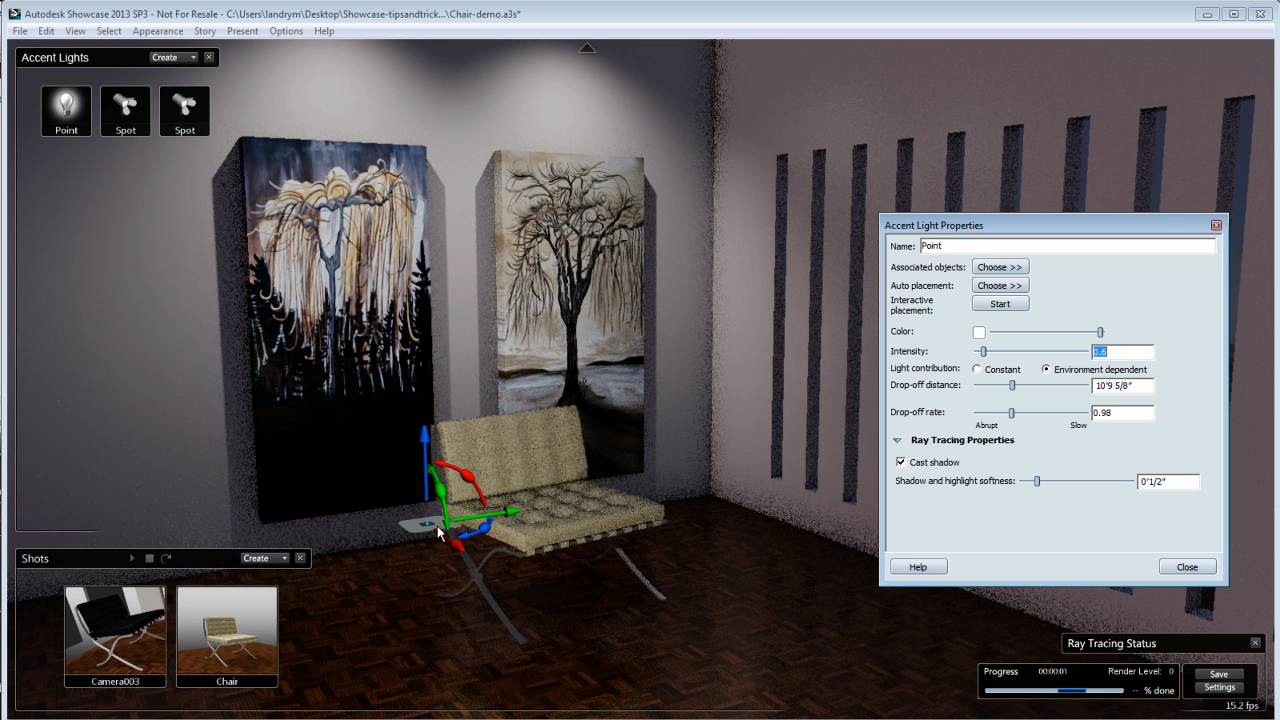 Autodesk Showcase 2013 SP3 - Not For Resale - C:\Users\landrym\Desktop\Showcase-tipsandtrick...\Chair-demo.a3s*
File Edit View Select Appearance Story Present Options Help
Accent Lights Create
Point Spot Spot
Accent Light Properties
Name: Point
Associated objects: Choose >>
Auto placement: Choose >>
Interactive
placement:
Start
Color:
Intensity: 0.6
Light contribution: Constant Environment dependent
Drop-off distance: 10'9 5/8"
Drop-off rate: 0.98
Abrupt Slow
Ray Tracing Properties
Cast shadow
Shadow and highlight softness: 0'1/2"
Help Close
Shots Create
Camera003 Chair
Ray Tracing Status
Progress 00:00:01 Render Level: 0
-- % done
Save
Settings
15.2 fps